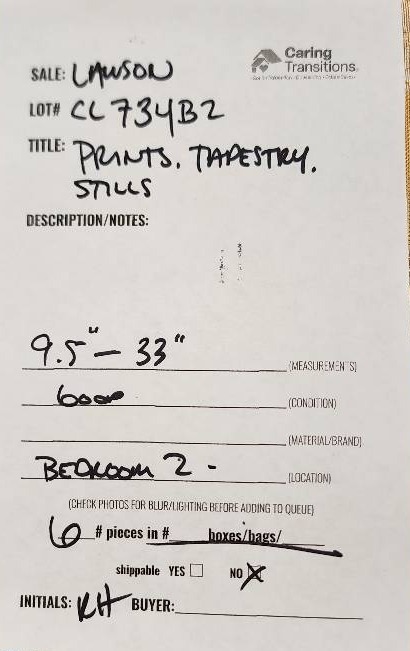 Caring
Transitions
SALE: LAWSON
LOT# CL734B2
TITLE: PRINTS, TAPESTRY,
STILLS
DESCRIPTION/NOTES:
9.5" - 33" (MEASUREMENTS)
GOOD (CONDITION)
(MATERIAL/BRAND)
BEDROOM 2 - (LOCATION)
(CHECK PHOTOS FOR BLUR/LIGHTING BEFORE ADDING TO QUEUE)
6 # pieces in #____boxes/bags/
shippable YES ☐ NO ☒
INITIALS: RH BUYER: